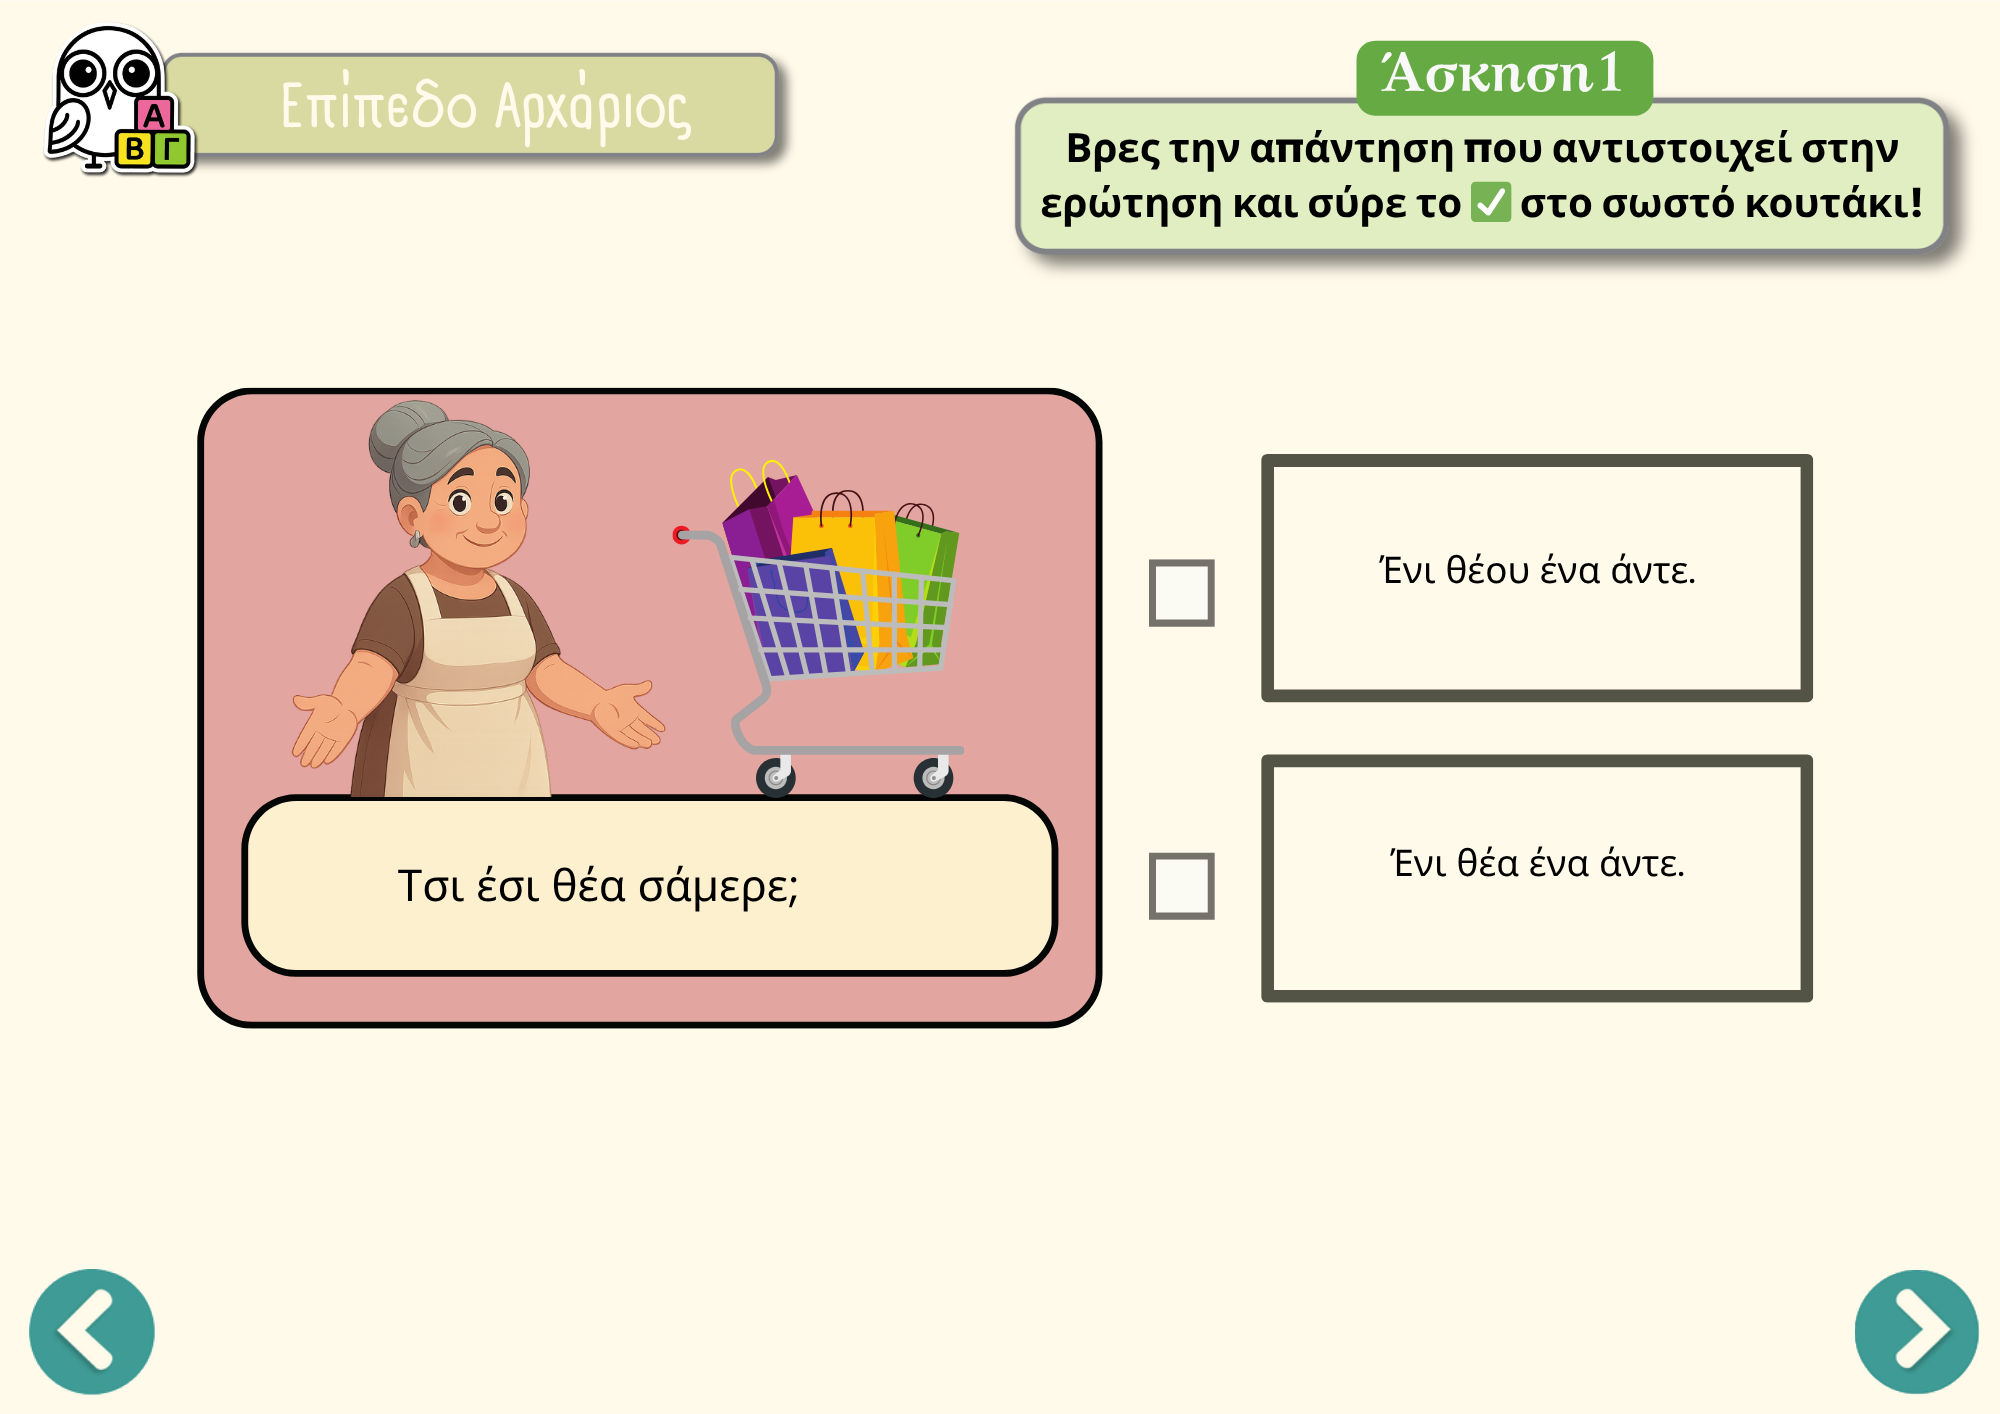 Επίπεδο Αρχάριος
Άσκηση 1
Βρες την απάντηση που αντιστοιχεί στην
ερώτηση και σύρε το ✅ στο σωστό κουτάκι!
Α
Β Γ
Τσι έσι θέα σάμερε;
Ένι θέου ένα άντε.
Ένι θέα ένα άντε.